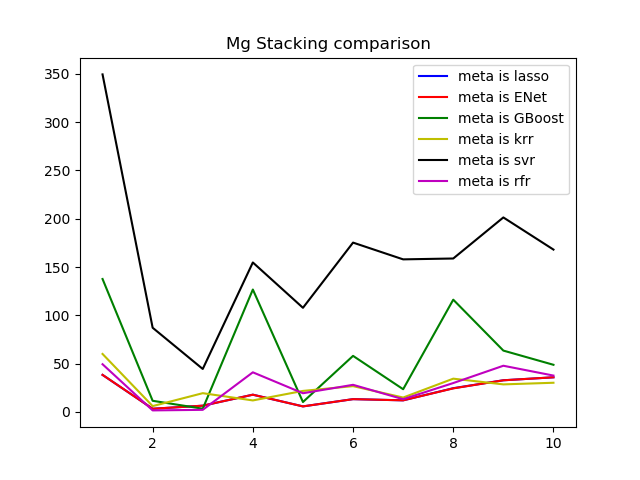 Mg Stacking comparison
350
300
250
200
150
100
50
0
2
4
6
8
10
meta is lasso
meta is ENet
meta is GBoost
meta is krr
meta is svr
meta is rfr